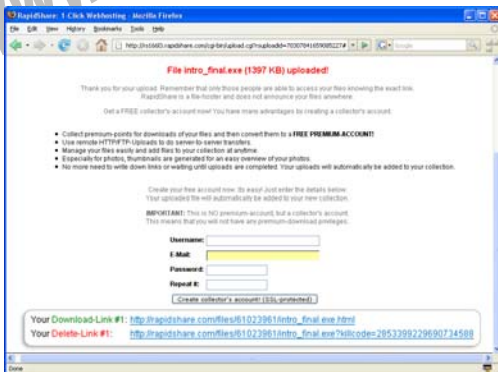 RapidShare: 1-Click Webhosting - Mozilla Firefox
File Edit View History Bookmarks Tools Help
File intro_final.exe (1397 KB) uploaded!
Thank you for your upload. Remember that only those people are able to access your files knowing the exact link.
RapidShare is a file-hoster and does not announce your files anywhere.
Get a FREE collector's account now! You have many advantages to creating a collector's account.
Collect premium-points for downloads of your files and then convert them to a FREE PREMIUM-ACCOUNT!
Use remote HTTP/FTP-Uploads to do server-to-server transfers.
Manage your files easily and add files to your collection at anytime.
Especially for photos, thumbnails are generated for an easy overview of your photos.
No more need to write down links or waiting until uploads are completed. Your uploads will automatically be added to your collection.
Create your free account now. Its easy! Just enter the details below.
Your uploaded file will automatically be added to your new collection.
IMPORTANT: This is NO premium-account, but a collector's account.
This means that you will not have any premium-download privileges.
Username:
E-Mail:
Password:
Repeat it:
Create collector's account! (SSL-protected)
Your Download-Link #1: http://rapidshare.com/files/61023961/intro_final.exe.html
Your Delete-Link #1: http://rapidshare.com/files/61023961/intro_final.exe?killcode=2853399229690734588
Done